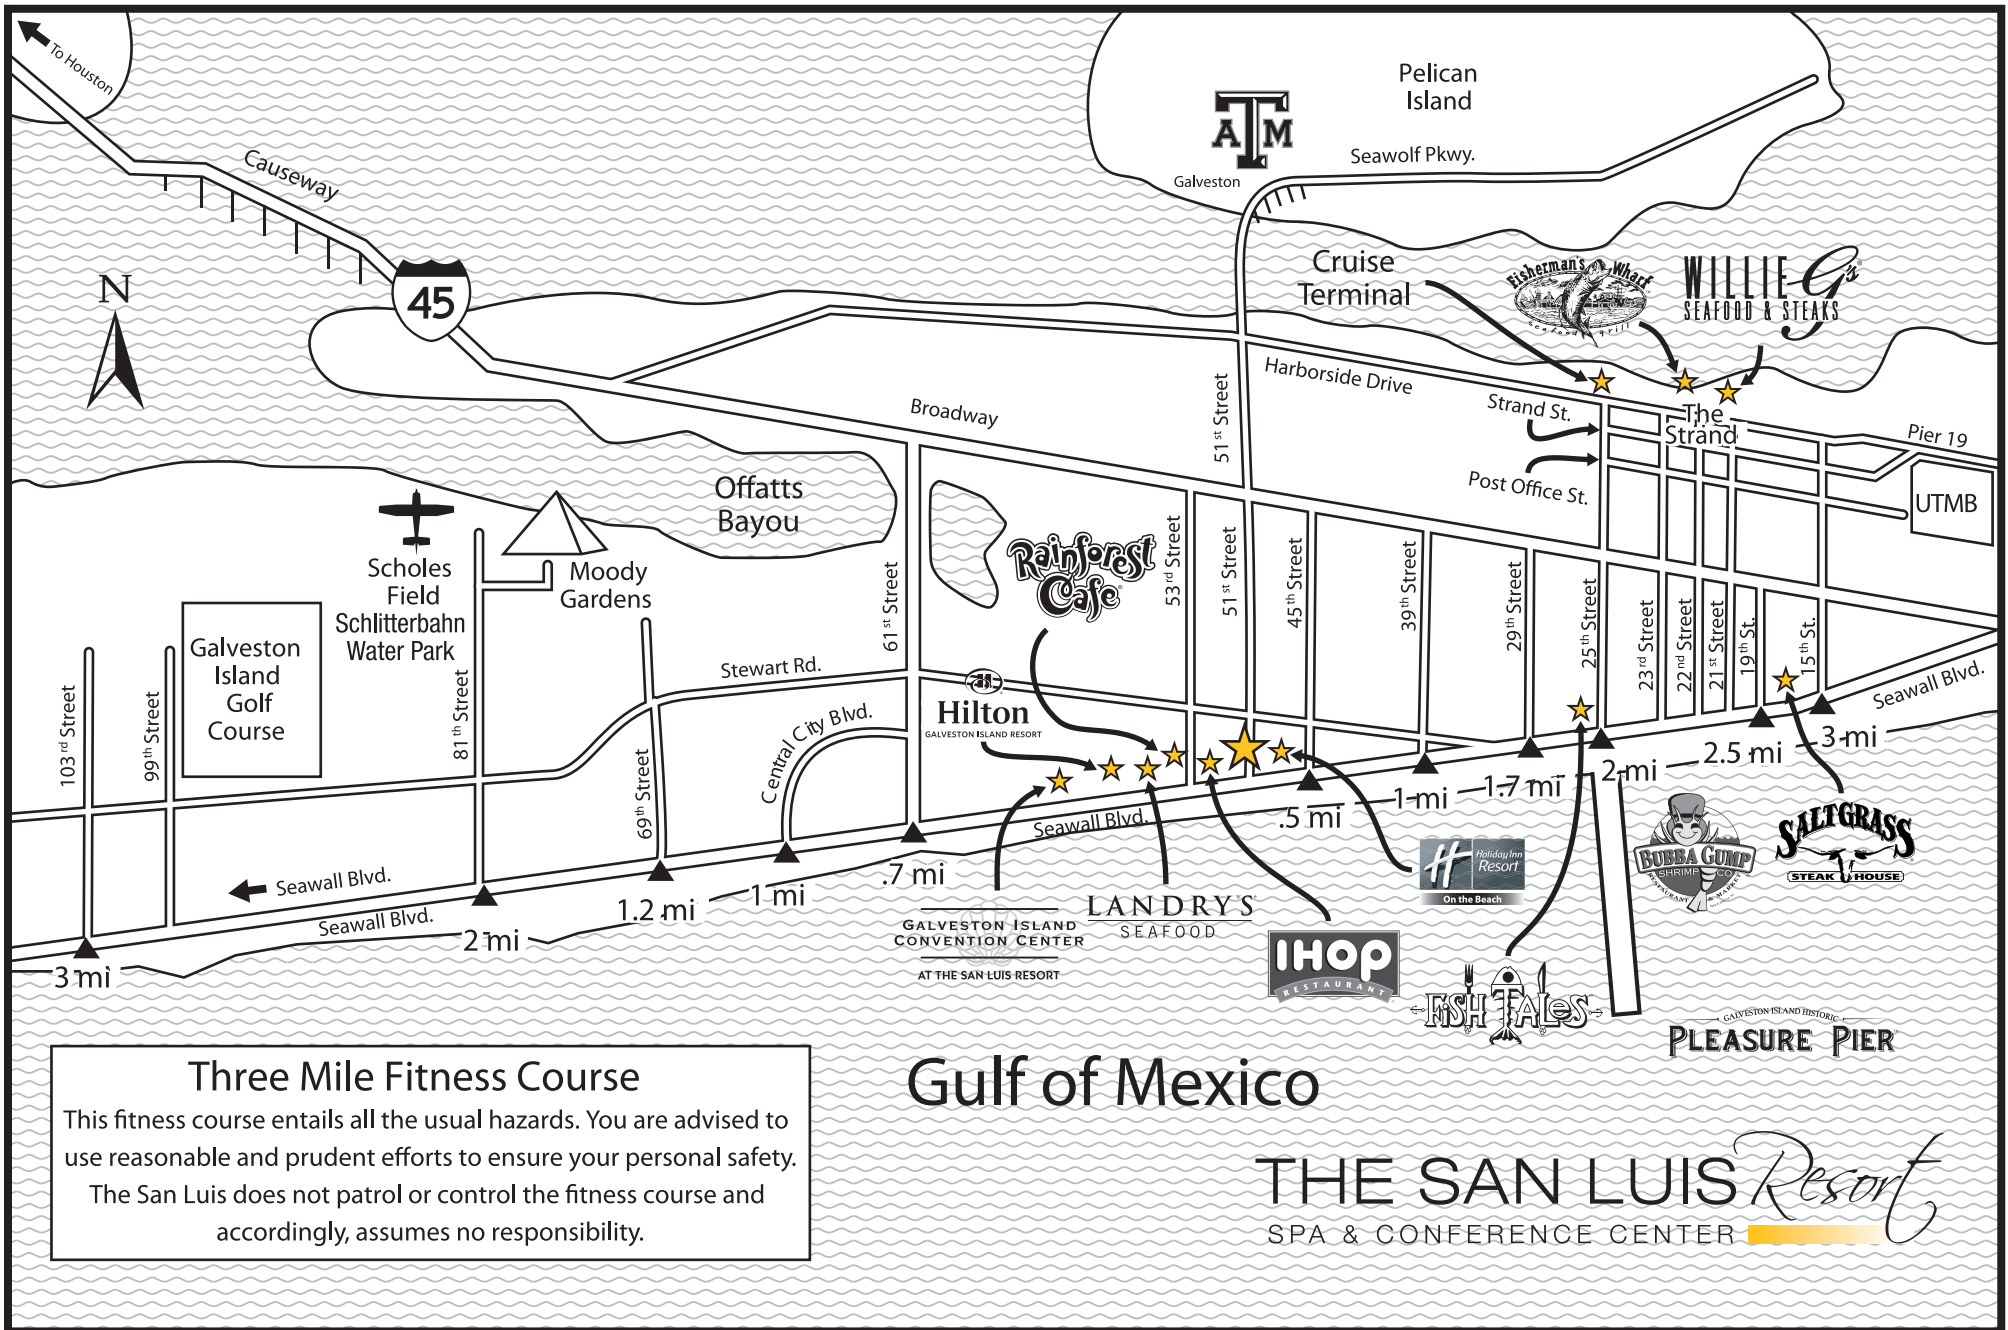 To Houston
Causeway
45
N
Pelican
Island
A T M
Galveston
Seawolf Pkwy.
Cruise
Terminal
Fisherman's Wharf
seafood grill
WILLIE G's
SEAFOOD & STEAKS
Harborside Drive
Broadway
51st Street
Strand St.
The
Strand
Post Office St.
Pier 19
UTMB
Offatts
Bayou
Scholes
Field
Schlitterbahn
Water Park
Moody
Gardens
Galveston
Island
Golf
Course
Rainforest
Cafe
103rd Street
99th Street
81th Street
69th Street
61st Street
53rd Street
51st Street
45th Street
39th Street
29th Street
25th Street
23rd Street
22nd Street
21st Street
19th St.
15th St.
Stewart Rd.
Central City Blvd.
Hilton
GALVESTON ISLAND RESORT
Seawall Blvd.
Seawall Blvd.
Seawall Blvd.
Seawall Blvd.
3 mi
2 mi
1.2 mi
1 mi
.7 mi
.5 mi
1 mi
1.7 mi
2 mi
2.5 mi
3 mi
GALVESTON ISLAND
CONVENTION CENTER
AT THE SAN LUIS RESORT
LANDRY'S
SEAFOOD
IHOP
RESTAURANT
H Holiday Inn
Resort
On the Beach
FISH TALES
BUBBA GUMP
SHRIMP CO.
RESTAURANT & MARKET
SALTGRASS
STEAK HOUSE
GALVESTON ISLAND HISTORIC
PLEASURE PIER
Gulf of Mexico
Three Mile Fitness Course
This fitness course entails all the usual hazards. You are advised to
use reasonable and prudent efforts to ensure your personal safety.
The San Luis does not patrol or control the fitness course and
accordingly, assumes no responsibility.
THE SAN LUIS Resort
SPA & CONFERENCE CENTER